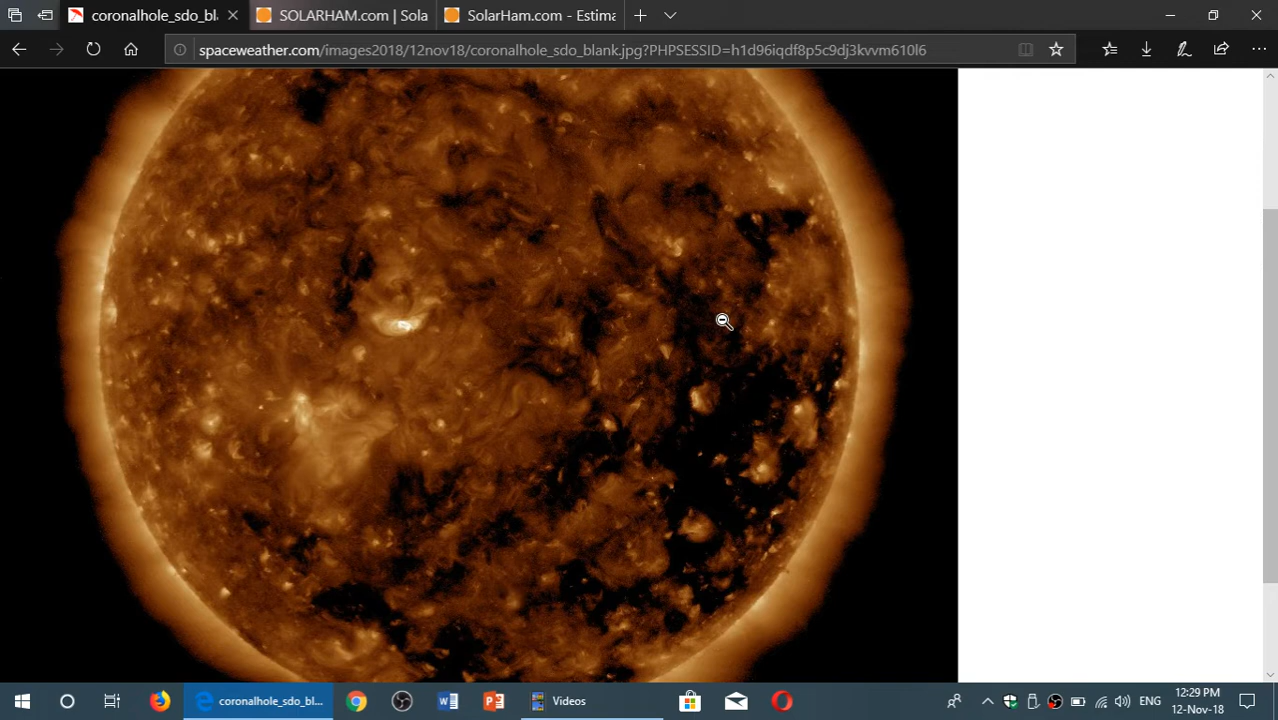 coronalhole_sdo_bl
SOLARHAM.com | Sola
SolarHam.com - Estima
spaceweather.com/images2018/12nov18/coronalhole_sdo_blank.jpg?PHPSESSID=h1d96iqdf8p5c9dj3kvvm610l6
coronalhole_sdo_bl...
Videos
ENG
12:29 PM
12-Nov-18